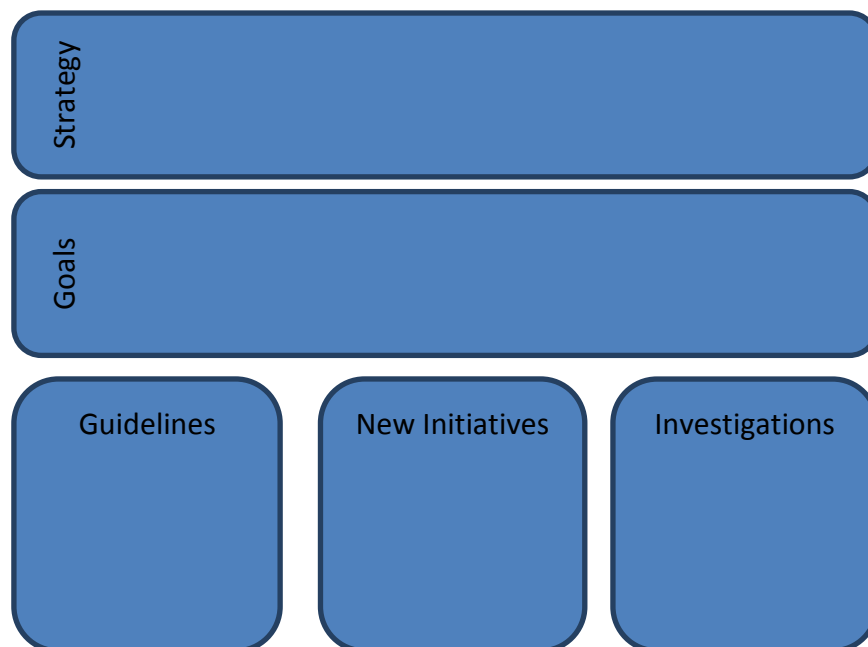 Strategy
Goals
Guidelines
New Initiatives
Investigations